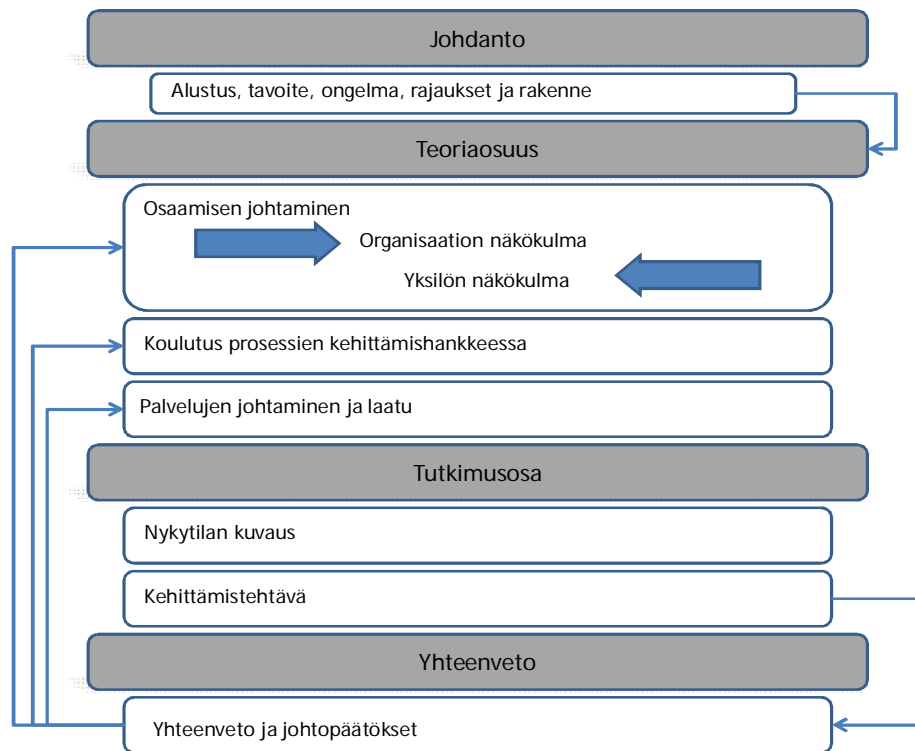 Johdanto
Alustus, tavoite, ongelma, rajaukset ja rakenne
Teoriaosuus
Osaamisen johtaminen
Organisaation näkökulma
Yksilön näkökulma
Koulutus prosessien kehittämishankkeessa
Palvelujen johtaminen ja laatu
Tutkimusosa
Nykytilan kuvaus
Kehittämistehtävä
Yhteenveto
Yhteenveto ja johtopäätökset